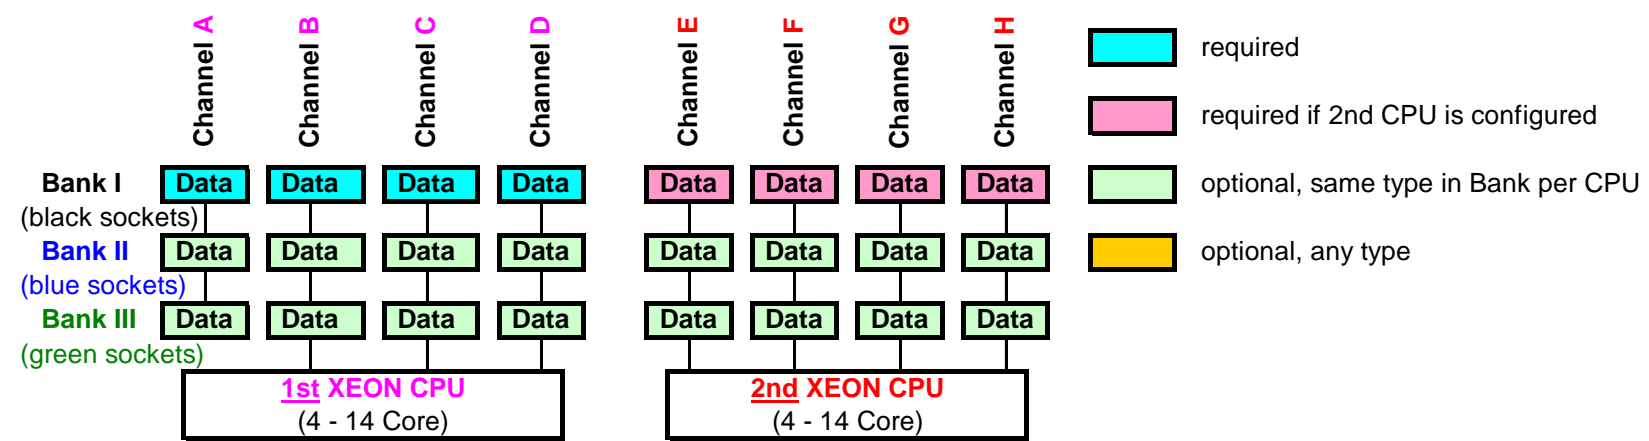 Channel A Channel B Channel C Channel D Channel E Channel F Channel G Channel H
required
required if 2nd CPU is configured
Bank I Data Data Data Data Data Data Data Data
optional, same type in Bank per CPU
(black sockets)
Bank II Data Data Data Data Data Data Data Data
optional, any type
(blue sockets)
Bank III Data Data Data Data Data Data Data Data
(green sockets)
1st XEON CPU 2nd XEON CPU
(4 - 14 Core) (4 - 14 Core)